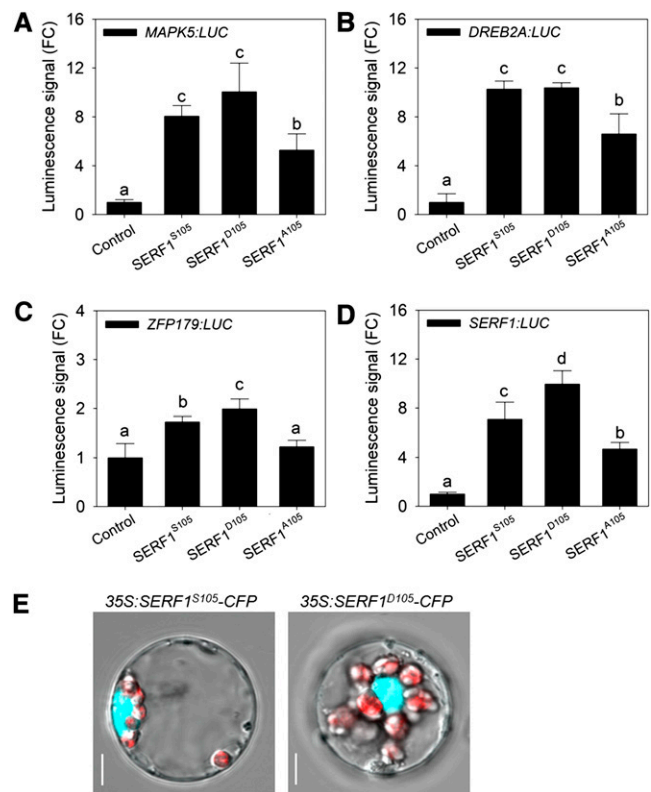 A
MAPK5:LUC
Luminescence signal (FC)
16
12
8
4
0
a
c
c
b
Control
SERF1S105
SERF1D105
SERF1A105
B
DREB2A:LUC
Luminescence signal (FC)
16
12
8
4
0
a
c
c
b
Control
SERF1S105
SERF1D105
SERF1A105
C
ZFP179:LUC
Luminescence signal (FC)
4
3
2
1
0
a
b
c
a
Control
SERF1S105
SERF1D105
SERF1A105
D
SERF1:LUC
Luminescence signal (FC)
16
12
8
4
0
a
c
d
b
Control
SERF1S105
SERF1D105
SERF1A105
E
35S:SERF1S105-CFP
35S:SERF1D105-CFP